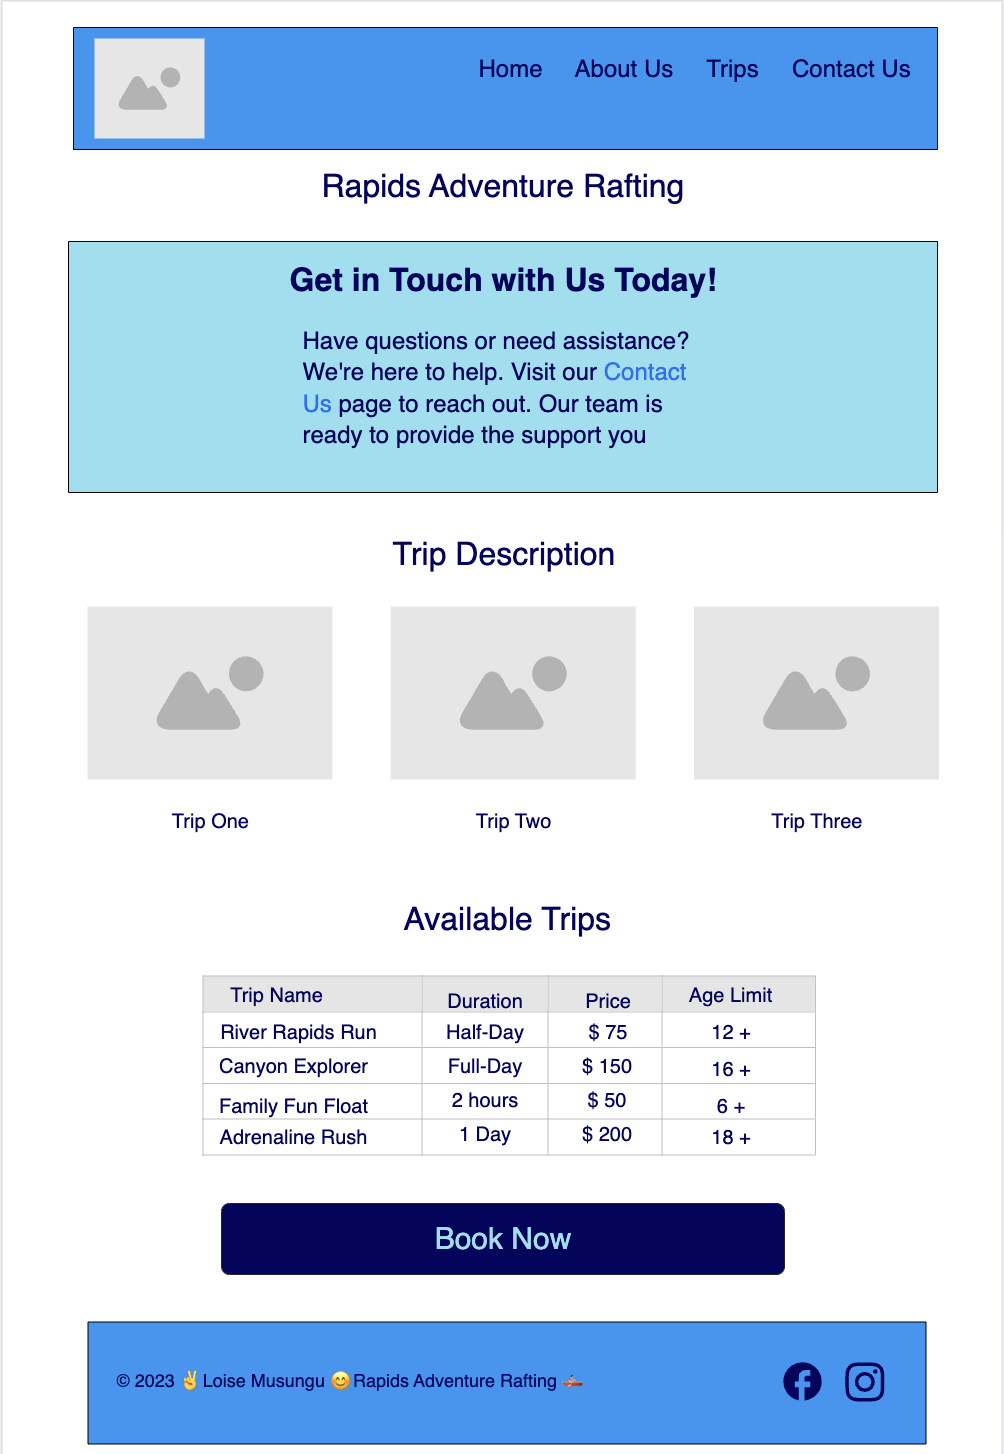 Home About Us Trips Contact Us
Rapids Adventure Rafting
Get in Touch with Us Today!
Have questions or need assistance?
We're here to help. Visit our Contact
Us page to reach out. Our team is
ready to provide the support you
Trip Description
Trip One Trip Two Trip Three
Available Trips
Trip Name Duration Price Age Limit
River Rapids Run Half-Day $ 75 12 +
Canyon Explorer Full-Day $ 150 16 +
Family Fun Float 2 hours $ 50 6 +
Adrenaline Rush 1 Day $ 200 18 +
Book Now
© 2023 ✌️ Loise Musungu 😊 Rapids Adventure Rafting 🚣